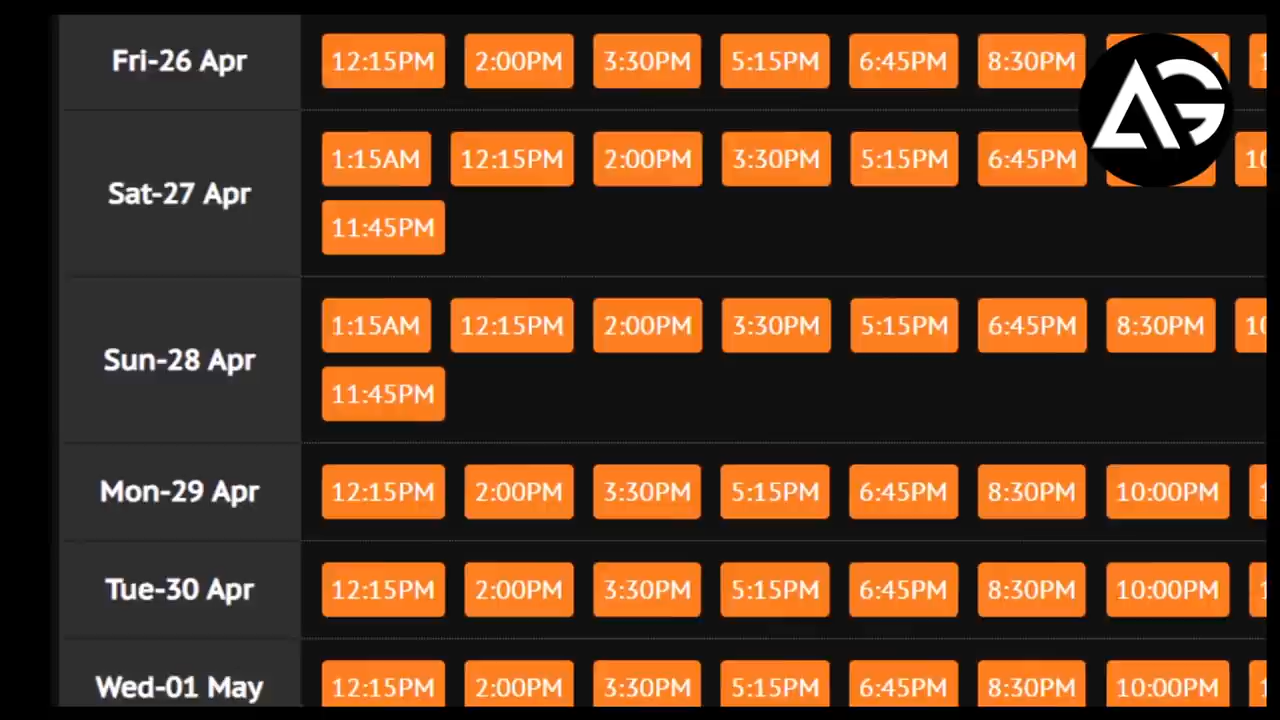 Fri-26 Apr 12:15PM 2:00PM 3:30PM 5:15PM 6:45PM 8:30PM
AG
Sat-27 Apr 1:15AM 12:15PM 2:00PM 3:30PM 5:15PM 6:45PM
11:45PM
Sun-28 Apr 1:15AM 12:15PM 2:00PM 3:30PM 5:15PM 6:45PM 8:30PM
11:45PM
Mon-29 Apr 12:15PM 2:00PM 3:30PM 5:15PM 6:45PM 8:30PM 10:00PM
Tue-30 Apr 12:15PM 2:00PM 3:30PM 5:15PM 6:45PM 8:30PM 10:00PM
Wed-01 May 12:15PM 2:00PM 3:30PM 5:15PM 6:45PM 8:30PM 10:00PM